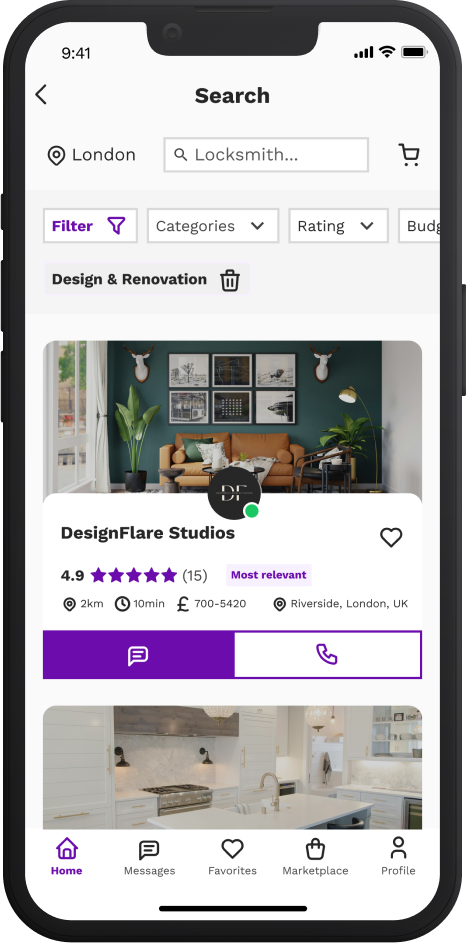 9:41
Search
London
Locksmith...
Filter
Categories
Rating
Budg
Design & Renovation
DF
DesignFlare Studios
4.9 (15) Most relevant
2km 10min £ 700-5420 Riverside, London, UK
Home Messages Favorites Marketplace Profile